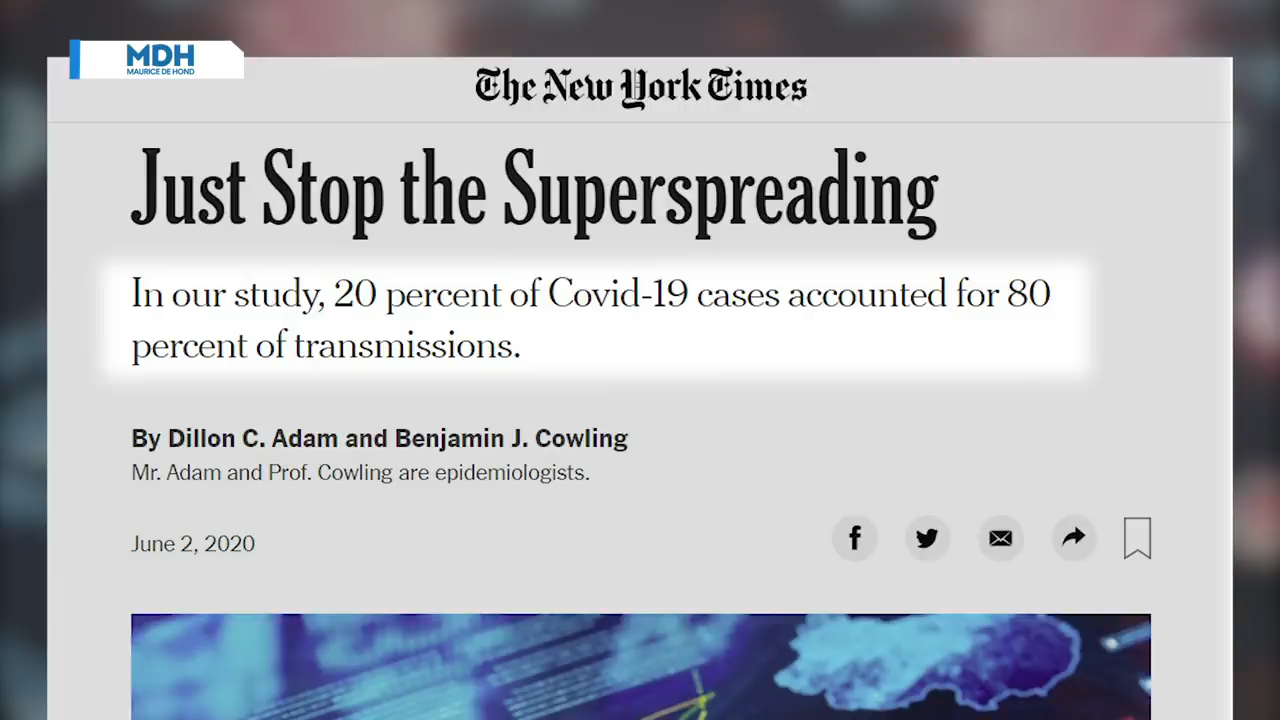 MDH
MAURICE DE HOND
The New York Times
Just Stop the Superspreading
In our study, 20 percent of Covid-19 cases accounted for 80
percent of transmissions.
By Dillon C. Adam and Benjamin J. Cowling
Mr. Adam and Prof. Cowling are epidemiologists.
June 2, 2020